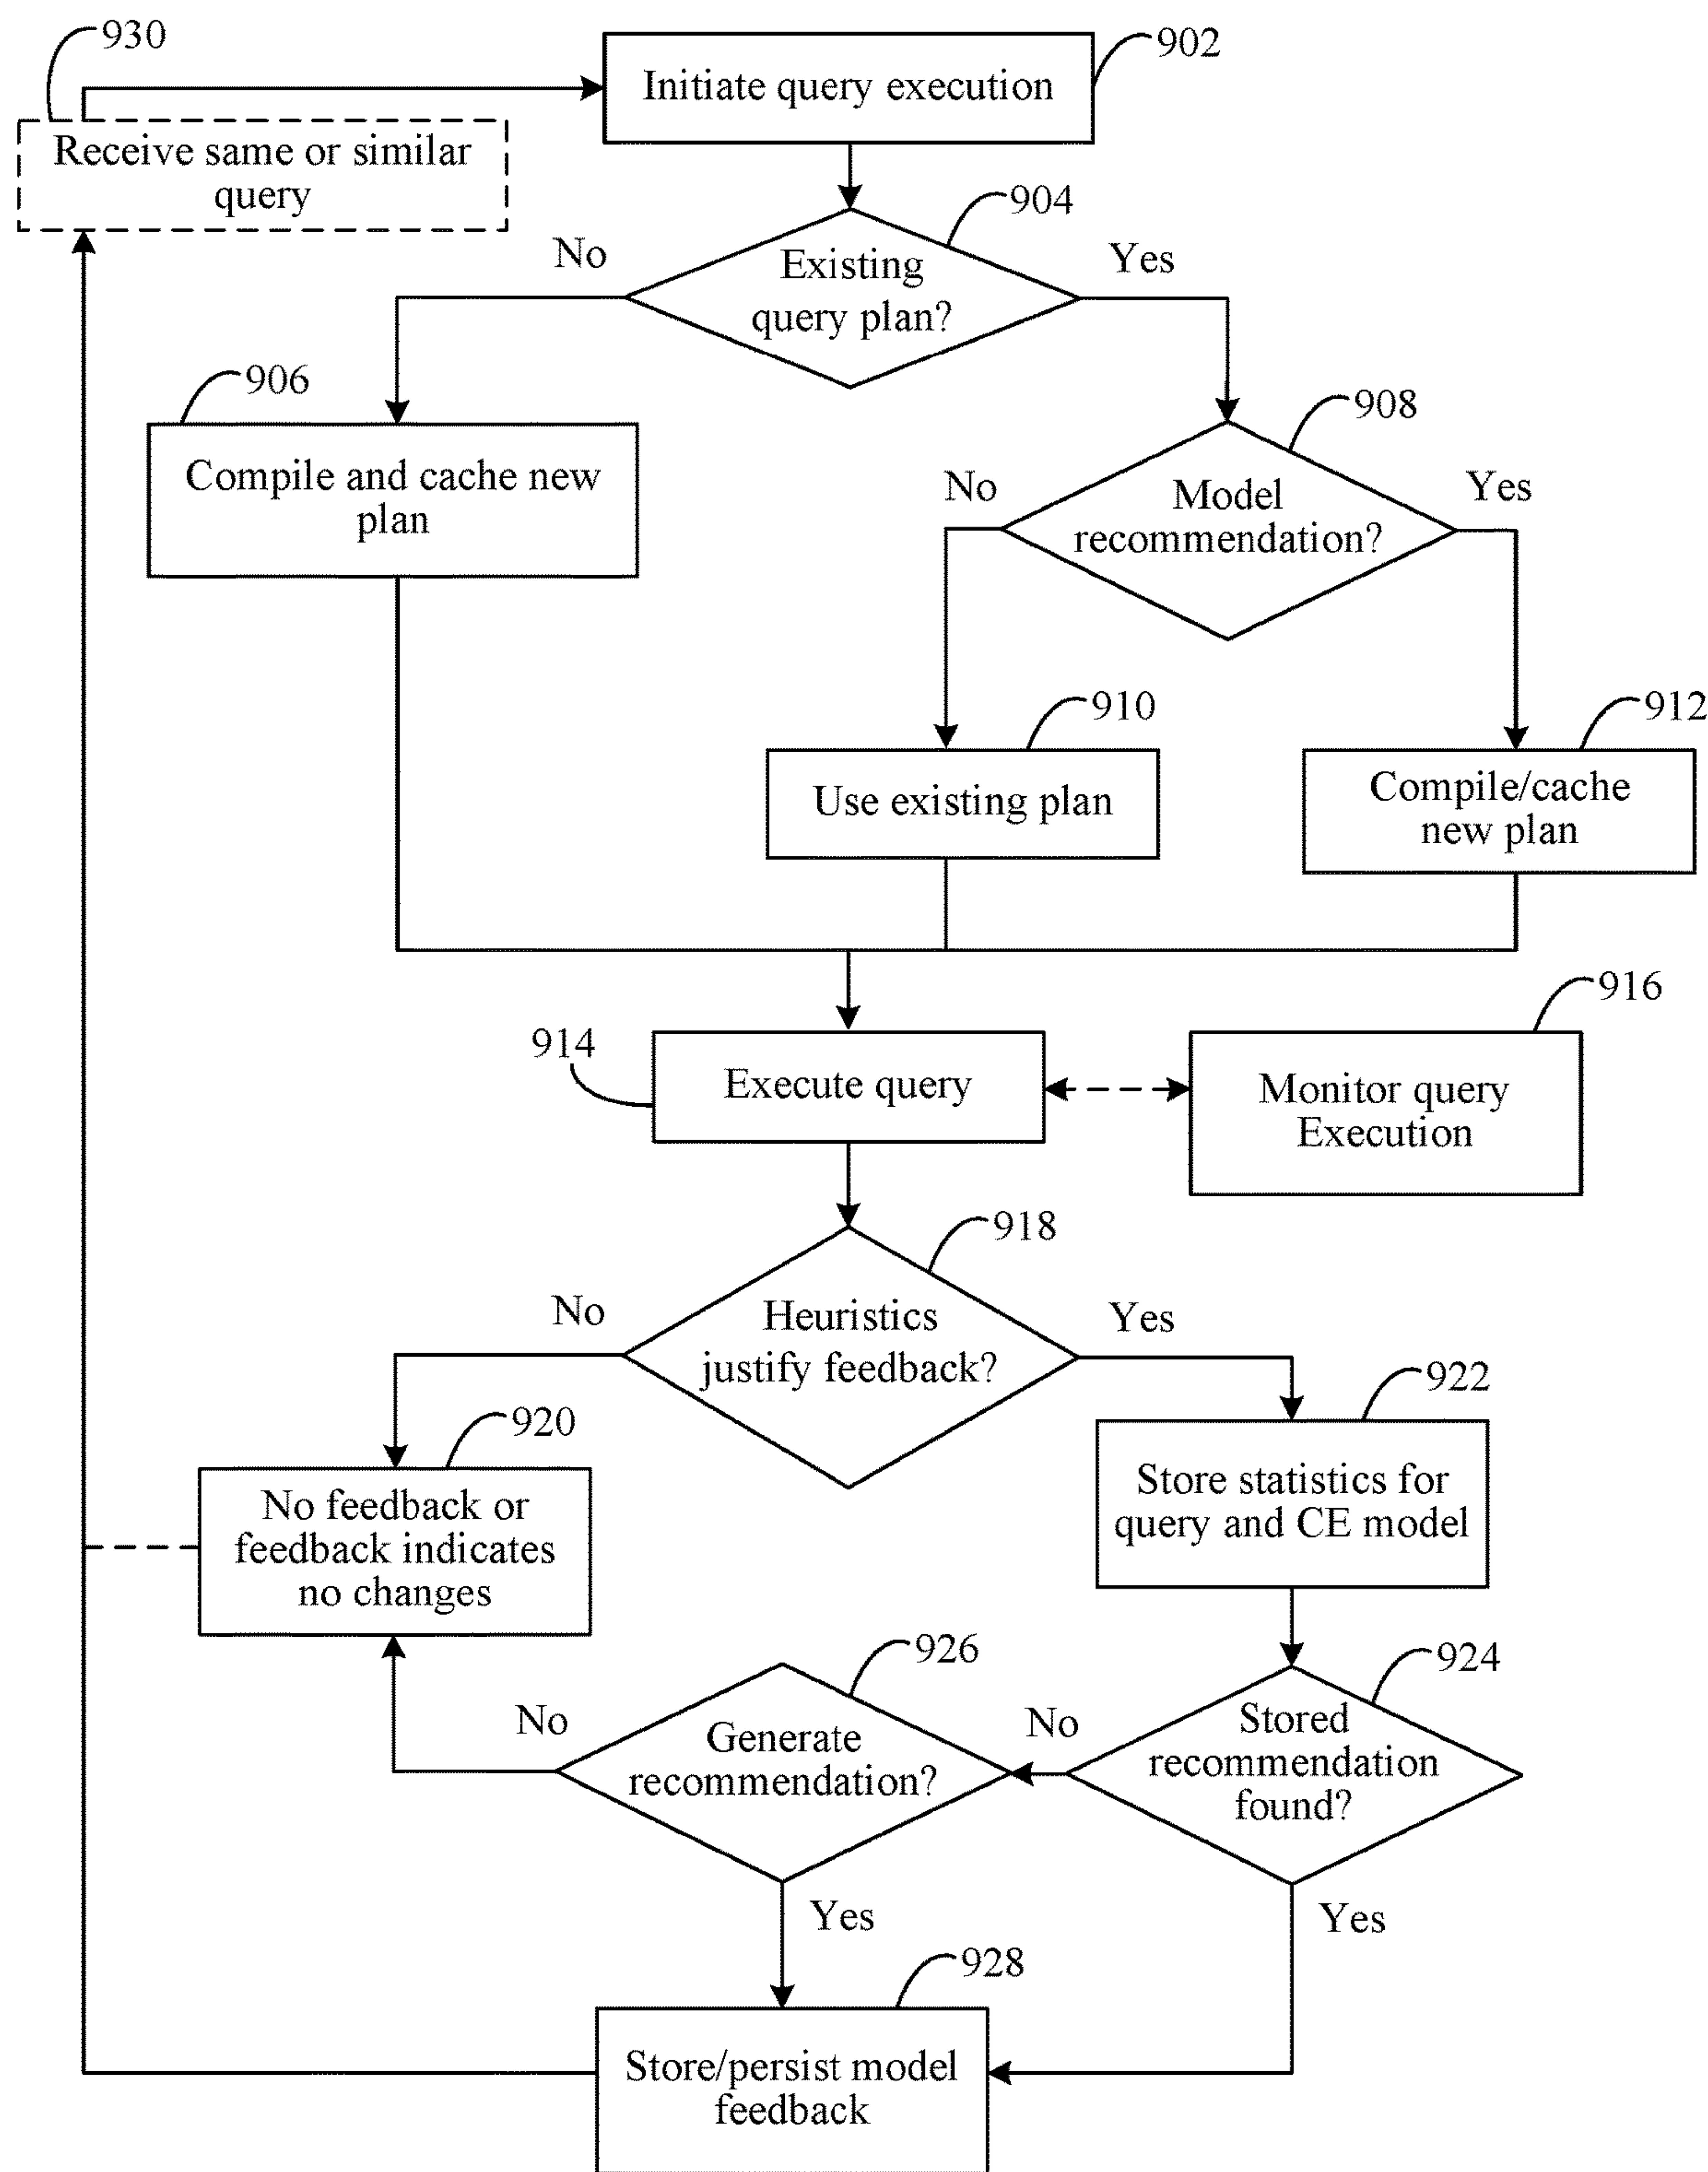 930
902
Initiate query execution
Receive same or similar
query
904
No
Yes
Existing
query plan?
906
908
Compile and cache new
plan
No
Yes
Model
recommendation?
910
912
Use existing plan
Compile/cache
new plan
916
914
Execute query
Monitor query
Execution
918
No
Yes
Heuristics
justify feedback?
922
920
No feedback or
feedback indicates
no changes
Store statistics for
query and CE model
926
924
No
No
Generate
recommendation?
Stored
recommendation
found?
Yes
Yes
928
Store/persist model
feedback